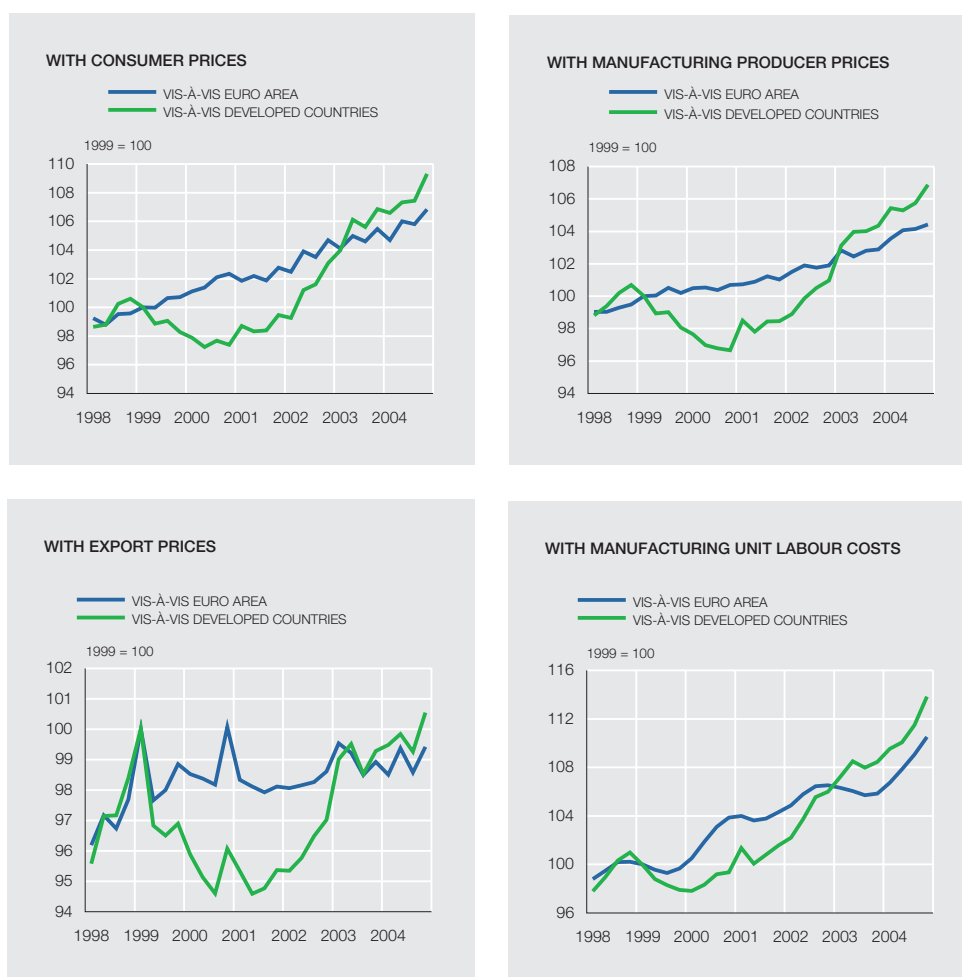 WITH CONSUMER PRICES
VIS-À-VIS EURO AREA
VIS-À-VIS DEVELOPED COUNTRIES
1999 = 100
110
108
106
104
102
100
98
96
94
1998 1999 2000 2001 2002 2003 2004
WITH MANUFACTURING PRODUCER PRICES
VIS-À-VIS EURO AREA
VIS-À-VIS DEVELOPED COUNTRIES
1999 = 100
108
106
104
102
100
98
96
94
1998 1999 2000 2001 2002 2003 2004
WITH EXPORT PRICES
VIS-À-VIS EURO AREA
VIS-À-VIS DEVELOPED COUNTRIES
1999 = 100
102
101
100
99
98
97
96
95
94
1998 1999 2000 2001 2002 2003 2004
WITH MANUFACTURING UNIT LABOUR COSTS
VIS-À-VIS EURO AREA
VIS-À-VIS DEVELOPED COUNTRIES
1999 = 100
116
112
108
104
100
96
1998 1999 2000 2001 2002 2003 2004